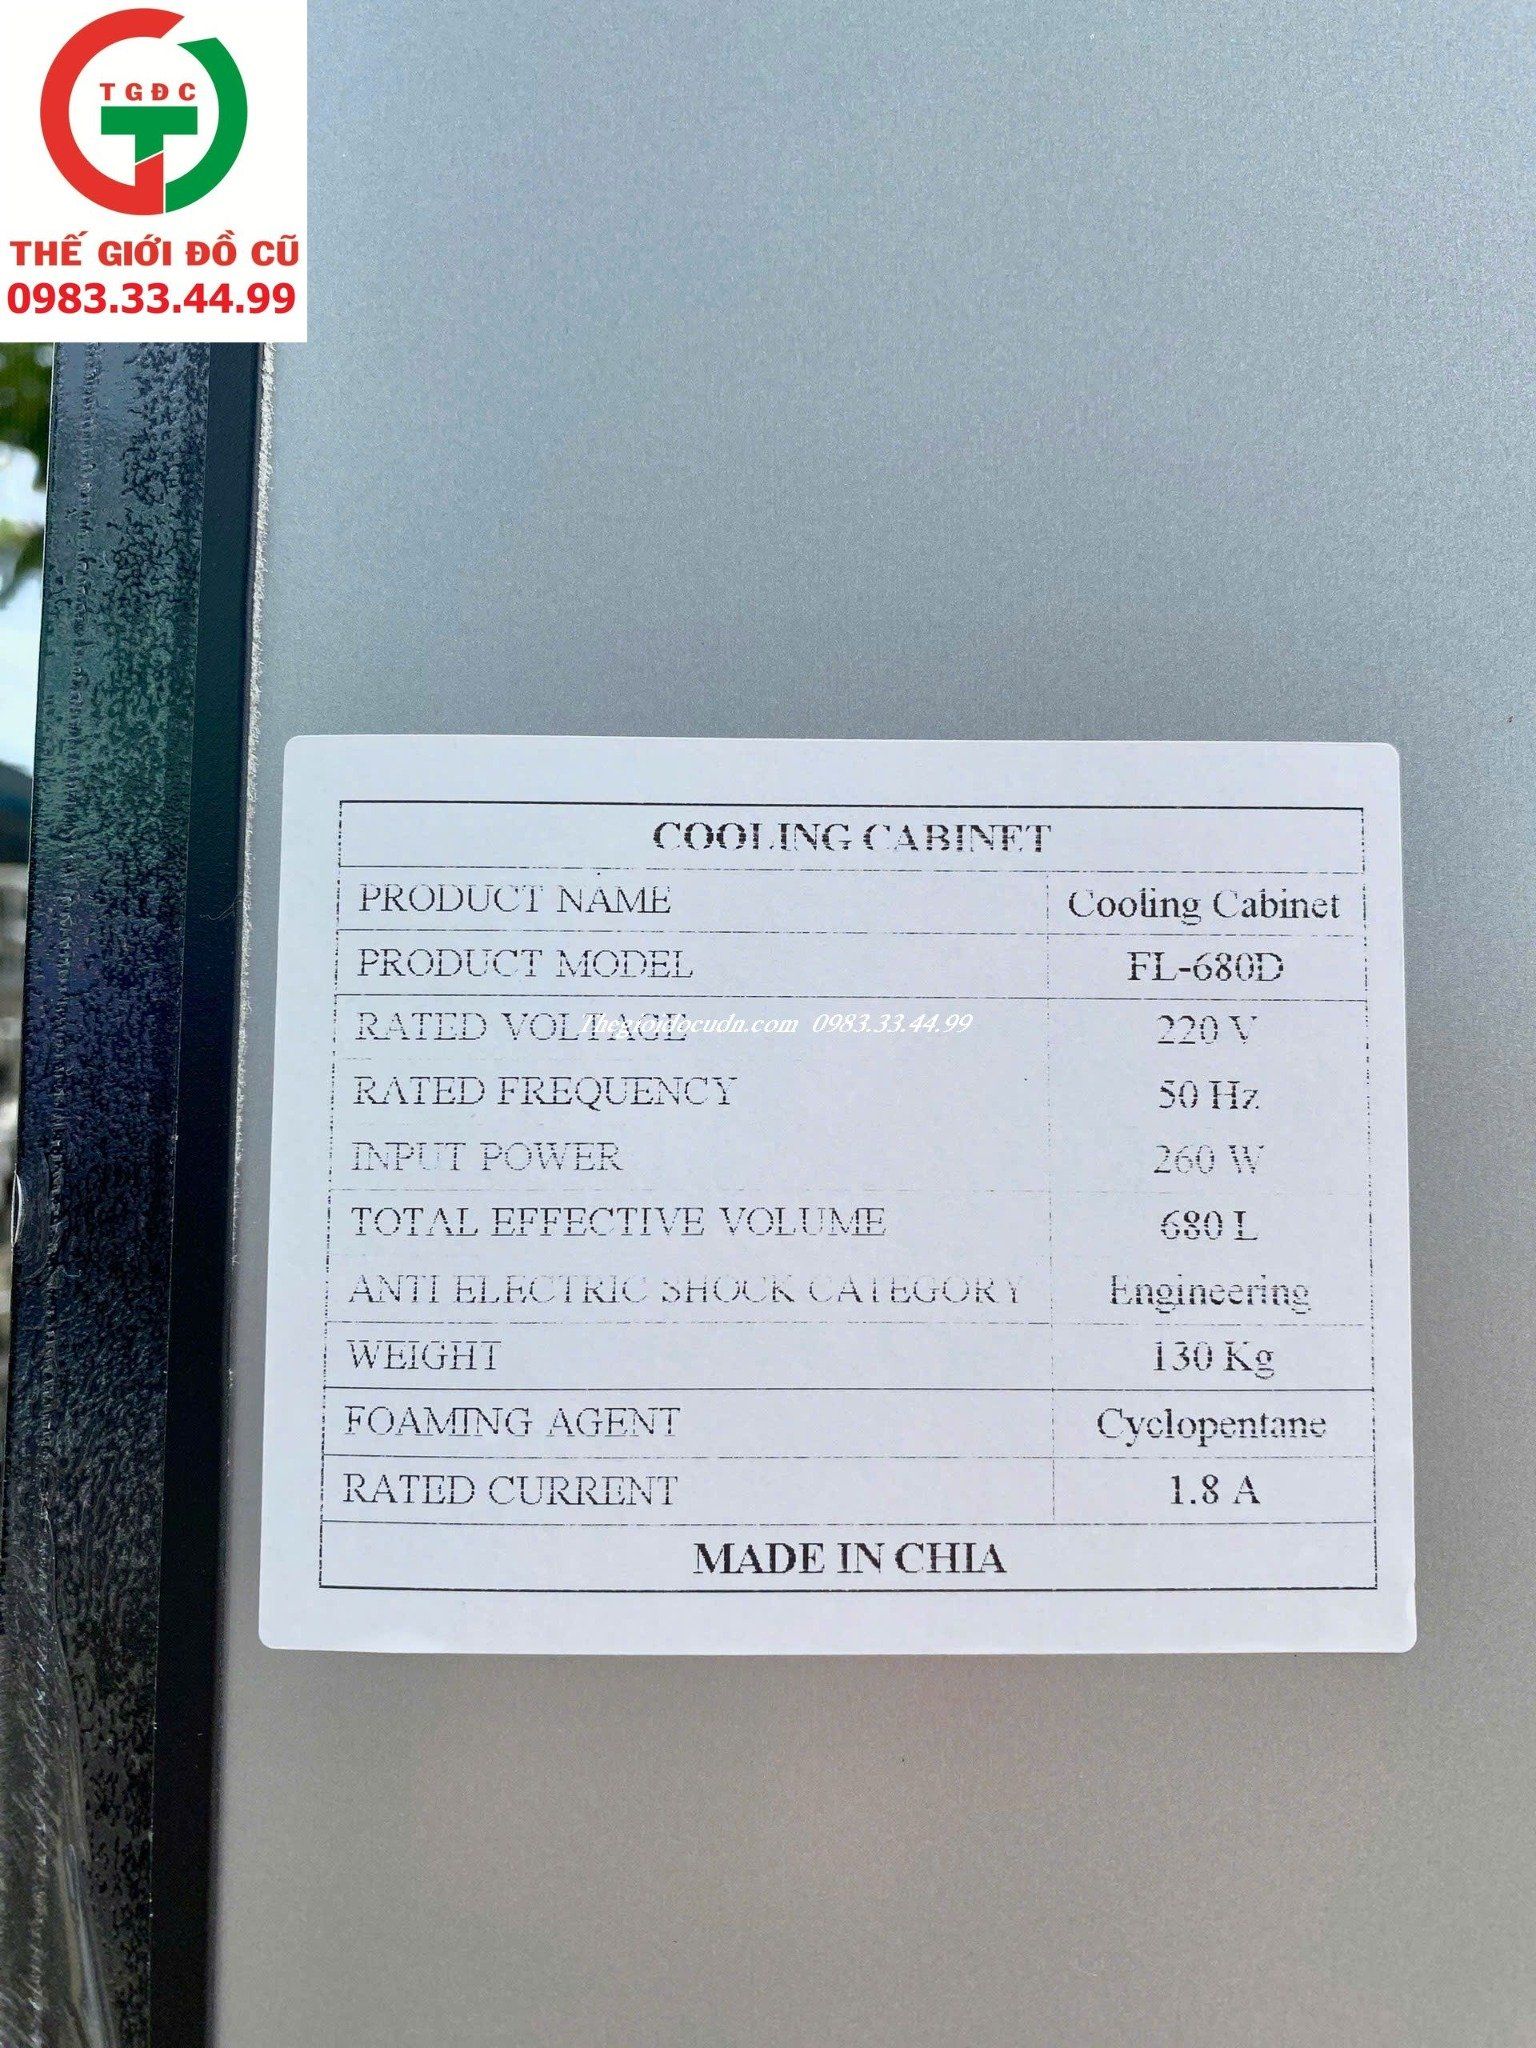 TGĐC
THẾ GIỚI ĐỒ CŨ
0983.33.44.99
COOLING CABINET
PRODUCT NAME Cooling Cabinet
PRODUCT MODEL FL-680D
RATED VOLTAGE 220 V
Thegioidocudn.com 0983.33.44.99
RATED FREQUENCY 50 Hz
INPUT POWER 260 W
TOTAL EFFECTIVE VOLUME 680 L
ANTI ELECTRIC SHOCK CATEGORY Engineering
WEIGHT 130 Kg
FOAMING AGENT Cyclopentane
RATED CURRENT 1.8 A
MADE IN CHIA